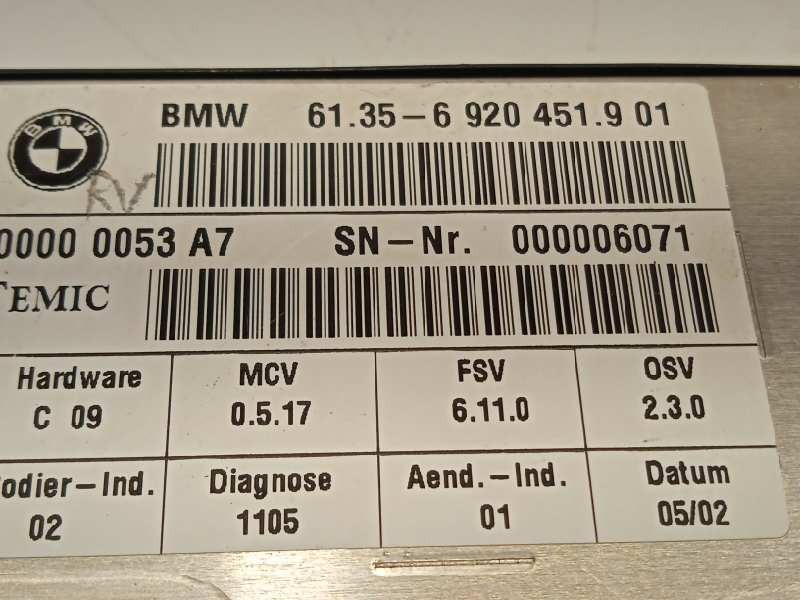 BMW
BMW 61.35-6 920 451.9 01
RV
0000 0053 A7 SN-Nr. 000006071
TEMIC
Hardware MCV FSV OSV
C 09 0.5.17 6.11.0 2.3.0
odier-Ind. Diagnose Aend.-Ind. Datum
02 1105 01 05/02